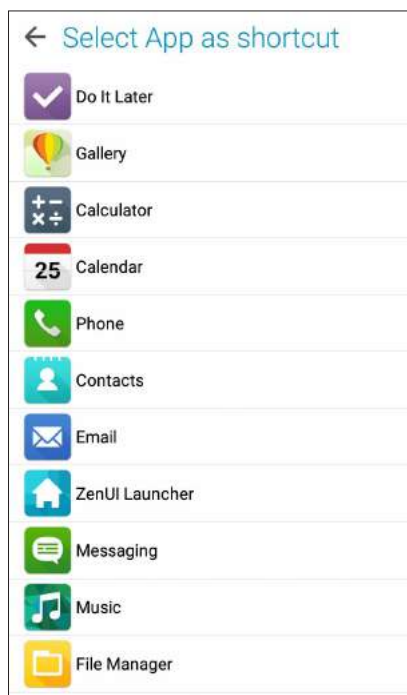 Select App as shortcut
Do It Later
Gallery
Calculator
25 Calendar
Phone
Contacts
Email
ZenUI Launcher
Messaging
Music
File Manager